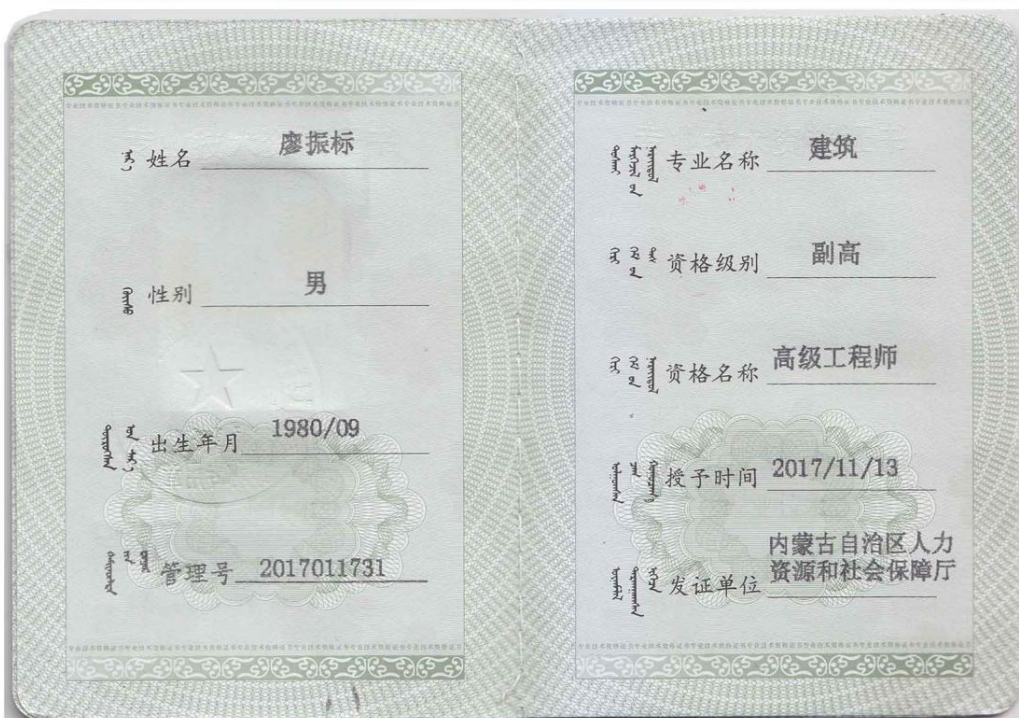 姓名 廖振标
性别 男
出生年月 1980/09
管理号 2017011731
专业名称 建筑
资格级别 副高
资格名称 高级工程师
授予时间 2017/11/13
发证单位 内蒙古自治区人力
资源和社会保障厅